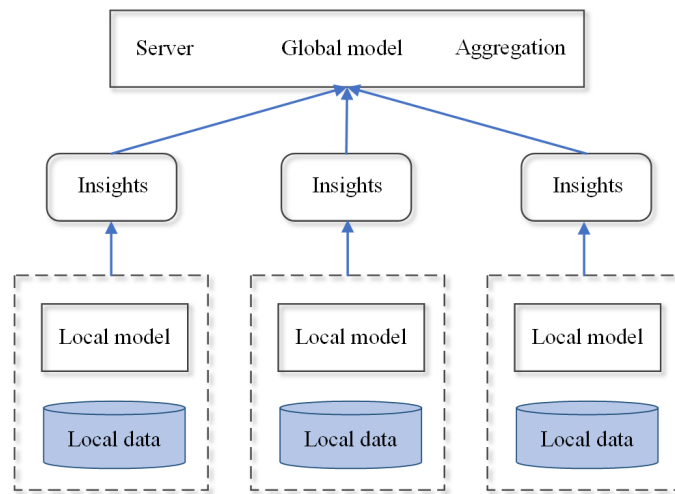 Server Global model Aggregation
Insights Insights Insights
Local model Local model Local model
Local data Local data Local data